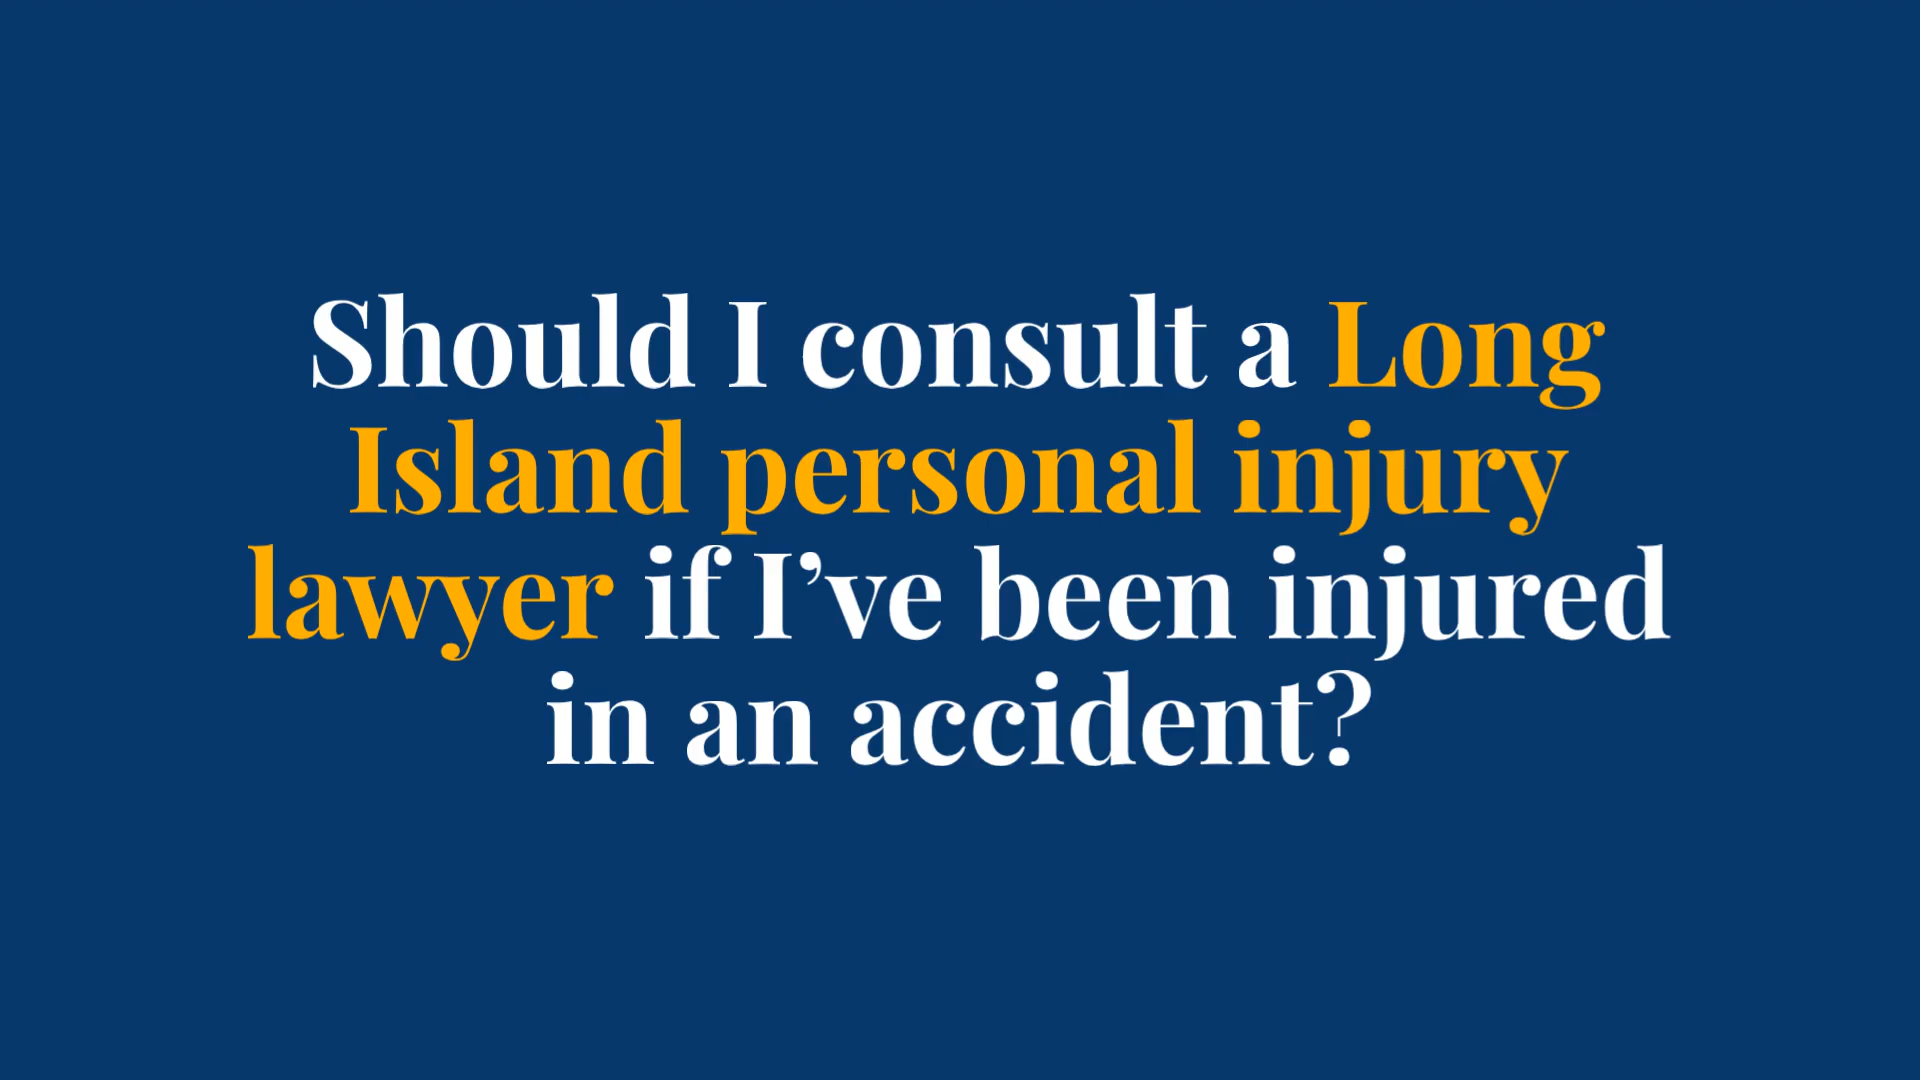 Should I consult a Long
Island personal injury
lawyer if I’ve been injured
in an accident?